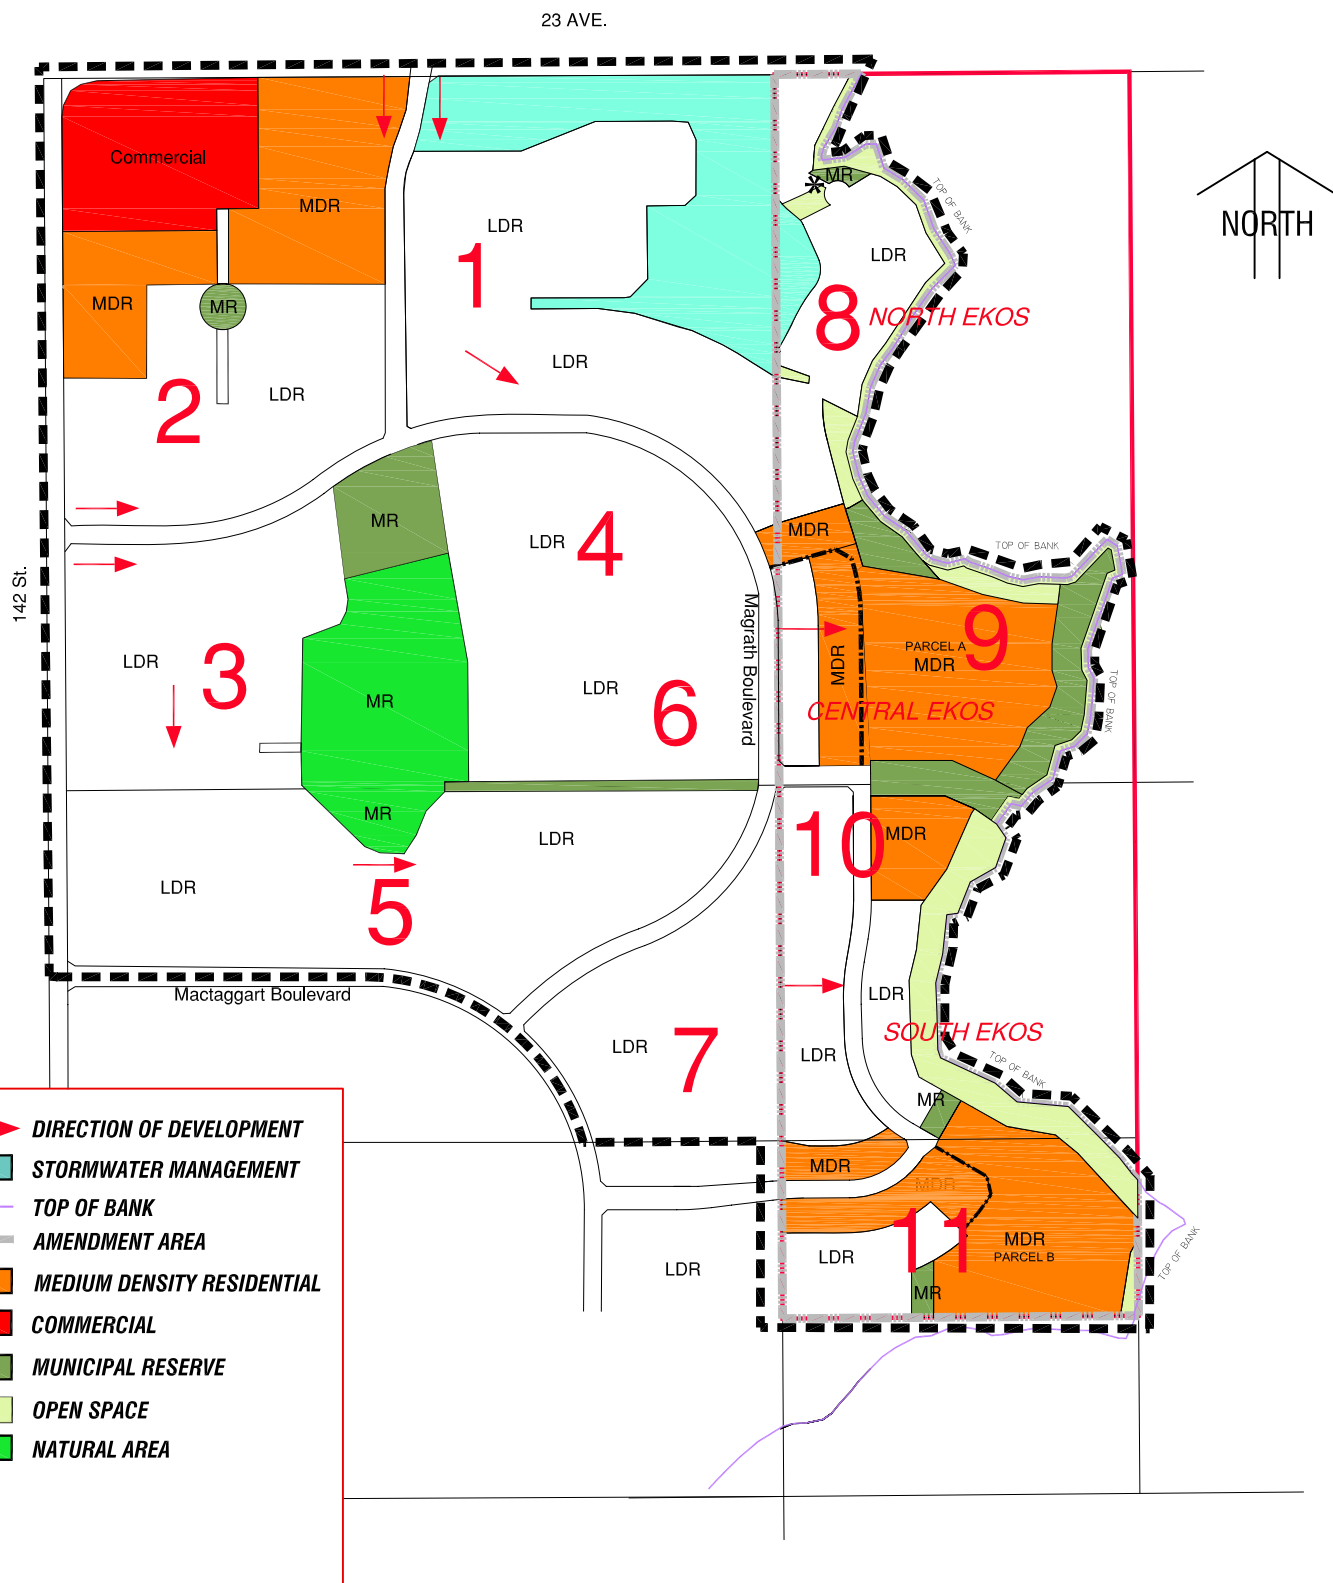 23 AVE.
Commercial
MDR
MR
TOP OF BANK
NORTH
LDR
LDR
1
MDR
MR
8
NORTH EKOS
LDR
2
LDR
MR
LDR
4
MDR
TOP OF BANK
142 St.
Magrath Boulevard
9
PARCEL A
MDR
MDR
LDR
3
LDR
6
MR
CENTRAL EKOS
TOP OF BANK
MR
LDR
10
MDR
LDR
5
Mactaggart Boulevard
LDR
SOUTH EKOS
LDR
7
LDR
TOP OF BANK
MR
MDR
MDR
11
MDR
PARCEL B
LDR
LDR
MR
TOP OF BANK
DIRECTION OF DEVELOPMENT
STORMWATER MANAGEMENT
TOP OF BANK
AMENDMENT AREA
MEDIUM DENSITY RESIDENTIAL
COMMERCIAL
MUNICIPAL RESERVE
OPEN SPACE
NATURAL AREA